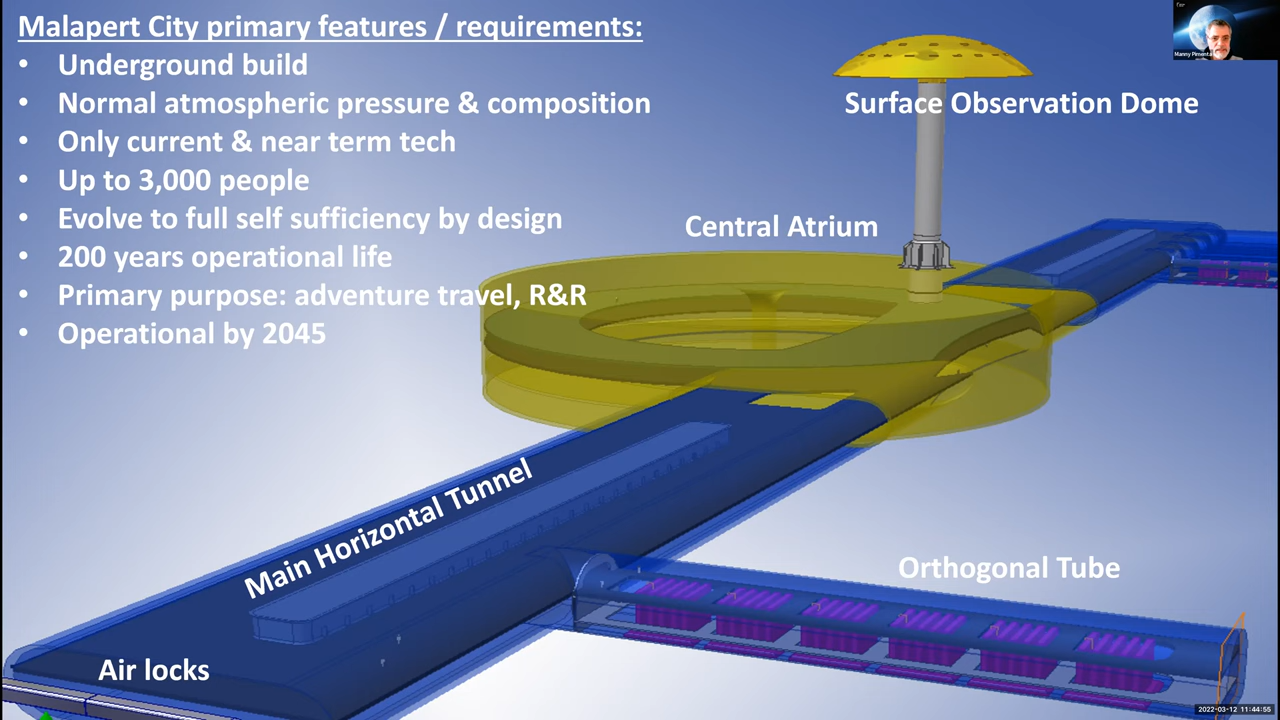 Malapert City primary features / requirements:
• Underground build
• Normal atmospheric pressure & composition
• Only current & near term tech
• Up to 3,000 people
• Evolve to full self sufficiency by design
• 200 years operational life
• Primary purpose: adventure travel, R&R
• Operational by 2045
Surface Observation Dome
Central Atrium
Main Horizontal Tunnel
Orthogonal Tube
Air locks
Manny Pimenta
2022-03-12 11:44:55